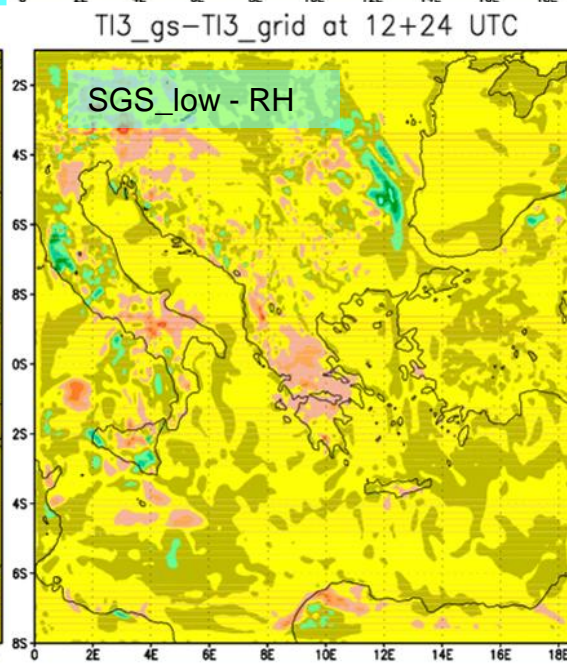 TI3_gs-TI3_grid at 12+24 UTC
SGS_low - RH
2S
4S
6S
8S
0S
2S
4S
6S
8S
0E 2E 4E 6E 8E 10E 12E 14E 16E 18E